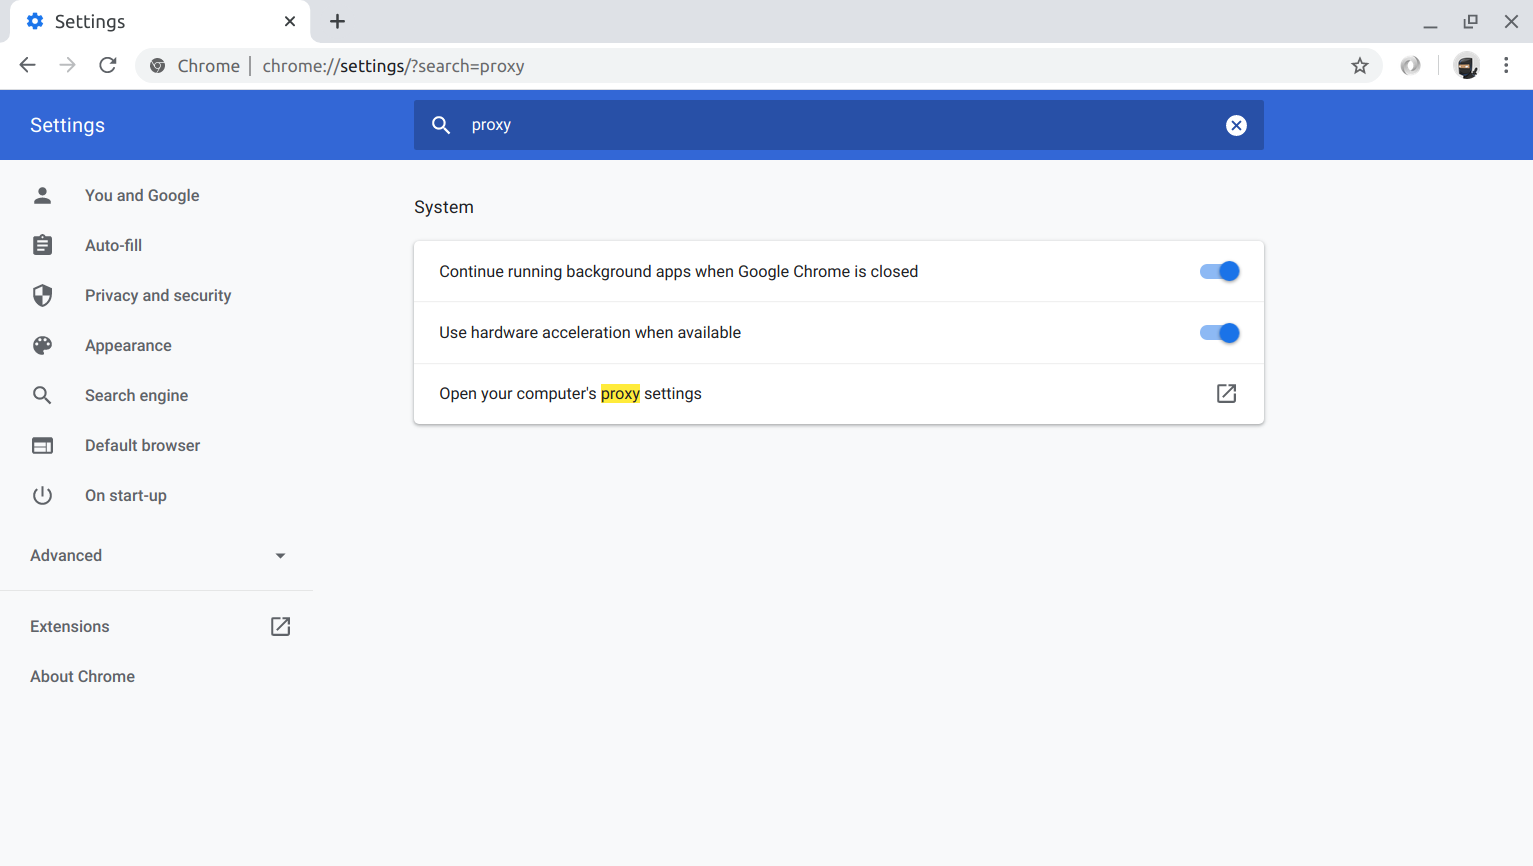 Settings
Chrome | chrome://settings/?search=proxy
Settings
proxy
You and Google
Auto-fill
Privacy and security
Appearance
Search engine
Default browser
On start-up
Advanced
Extensions
About Chrome
System
Continue running background apps when Google Chrome is closed
Use hardware acceleration when available
Open your computer's proxy settings